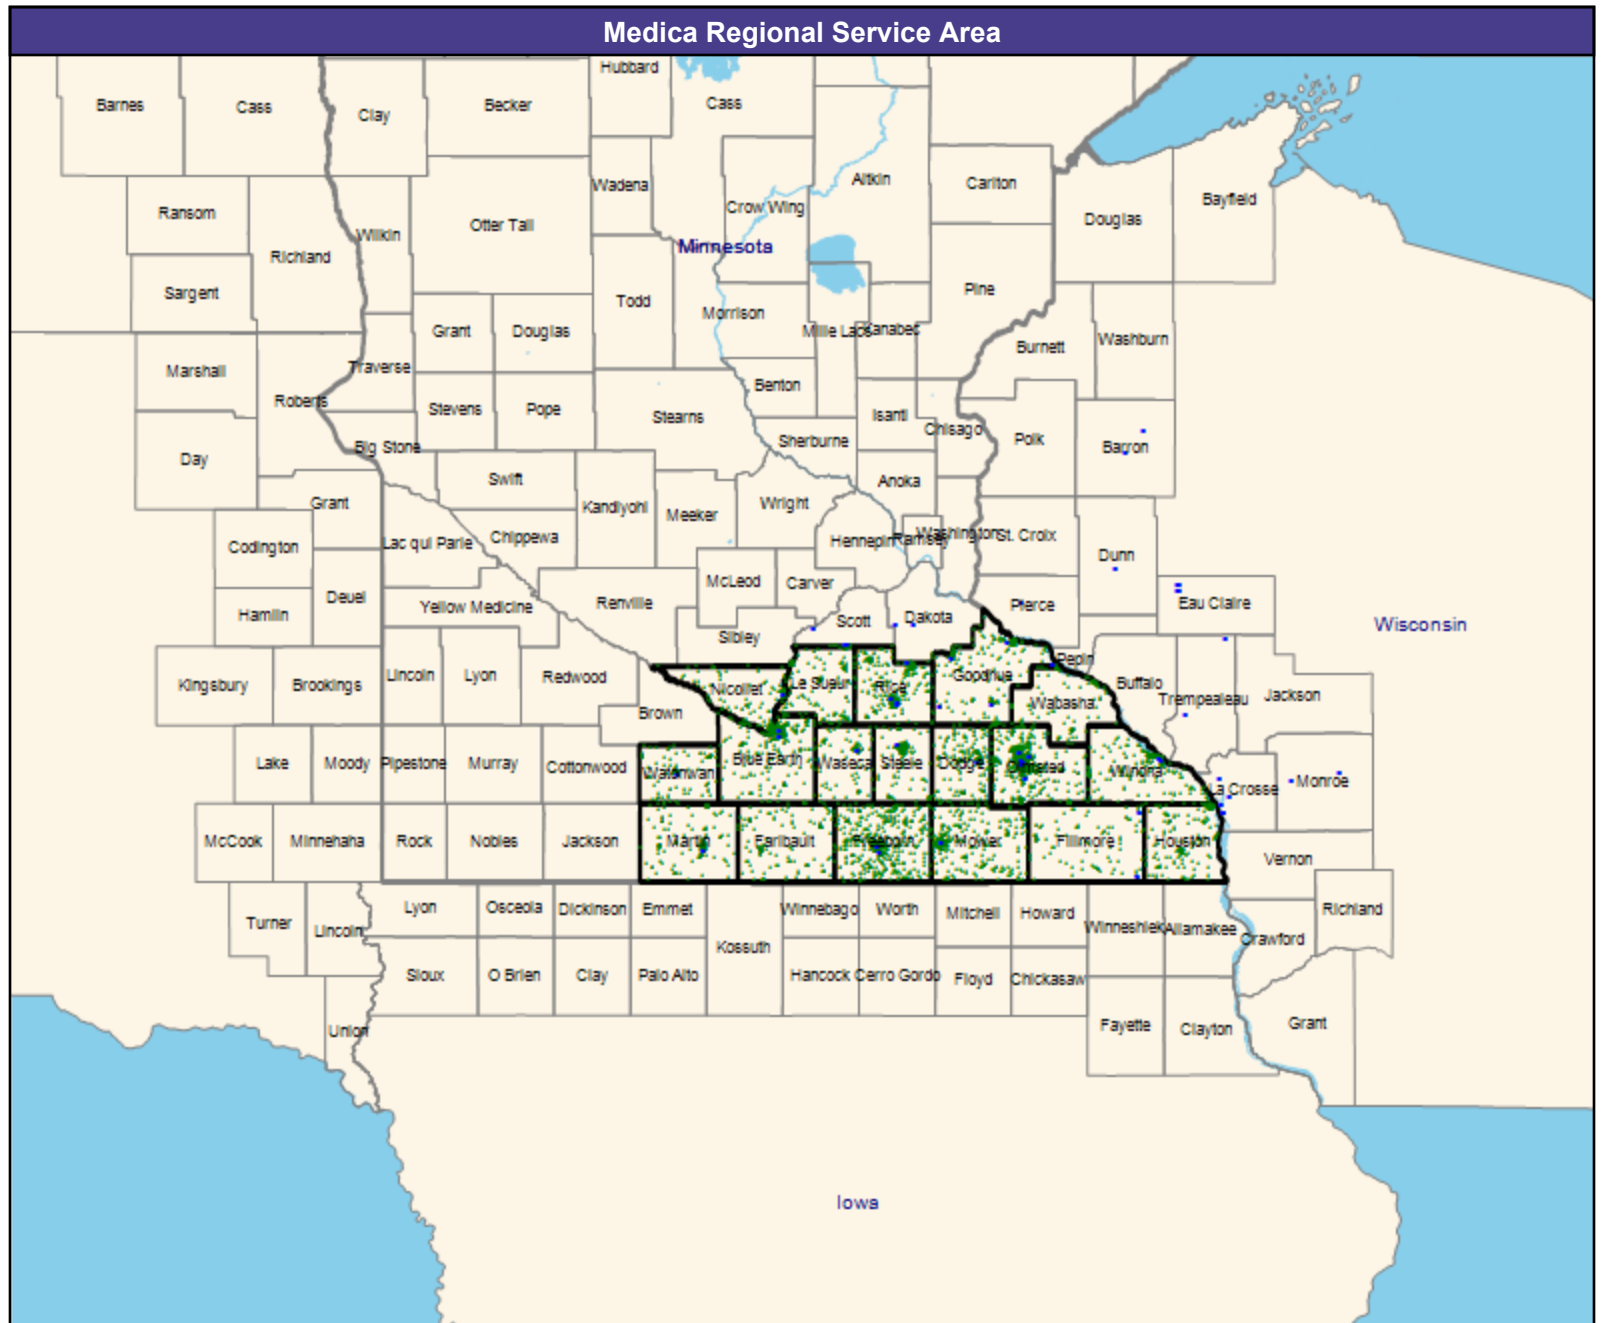 Medica Regional Service Area
Hubbard
Barnes
Cass
Clay
Becker
Cass
Wadena
Aitkin
Carlton
Crow Wing
Ransom
Otter Tail
Wilkin
Douglas
Bayfield
Minnesota
Richland
Sargent
Todd
Pine
Morrison
Grant
Douglas
Mille Lacs
Kanabec
Burnett
Washburn
Marshall
Traverse
Roberts
Benton
Stevens
Pope
Stearns
Isanti
Chisago
Polk
Barron
Big Stone
Sherburne
Day
Swift
Anoka
Grant
Kandiyohi
Meeker
Wright
Codington
Lac qui Parle
Chippewa
Hennepin
Ramsey
Washington
St. Croix
Dunn
Deuel
McLeod
Carver
Hamlin
Yellow Medicine
Renville
Pierce
Eau Claire
Sibley
Scott
Dakota
Wisconsin
Pepin
Kingsbury
Brookings
Lincoln
Lyon
Redwood
Nicollet
Le Sueur
Rice
Goodhue
Buffalo
Trempealeau
Jackson
Brown
Wabasha
Lake
Moody
Pipestone
Murray
Cottonwood
Watonwan
Blue Earth
Waseca
Steele
Dodge
Olmsted
Winona
La Crosse
Monroe
McCook
Minnehaha
Rock
Nobles
Jackson
Martin
Faribault
Freeborn
Mower
Fillmore
Houston
Vernon
Turner
Lincoln
Lyon
Osceola
Dickinson
Emmet
Kossuth
Winnebago
Worth
Mitchell
Howard
Winneshiek
Allamakee
Crawford
Richland
Sioux
O Brien
Clay
Palo Alto
Hancock
Cerro Gordo
Floyd
Chickasaw
Union
Fayette
Clayton
Grant
Iowa